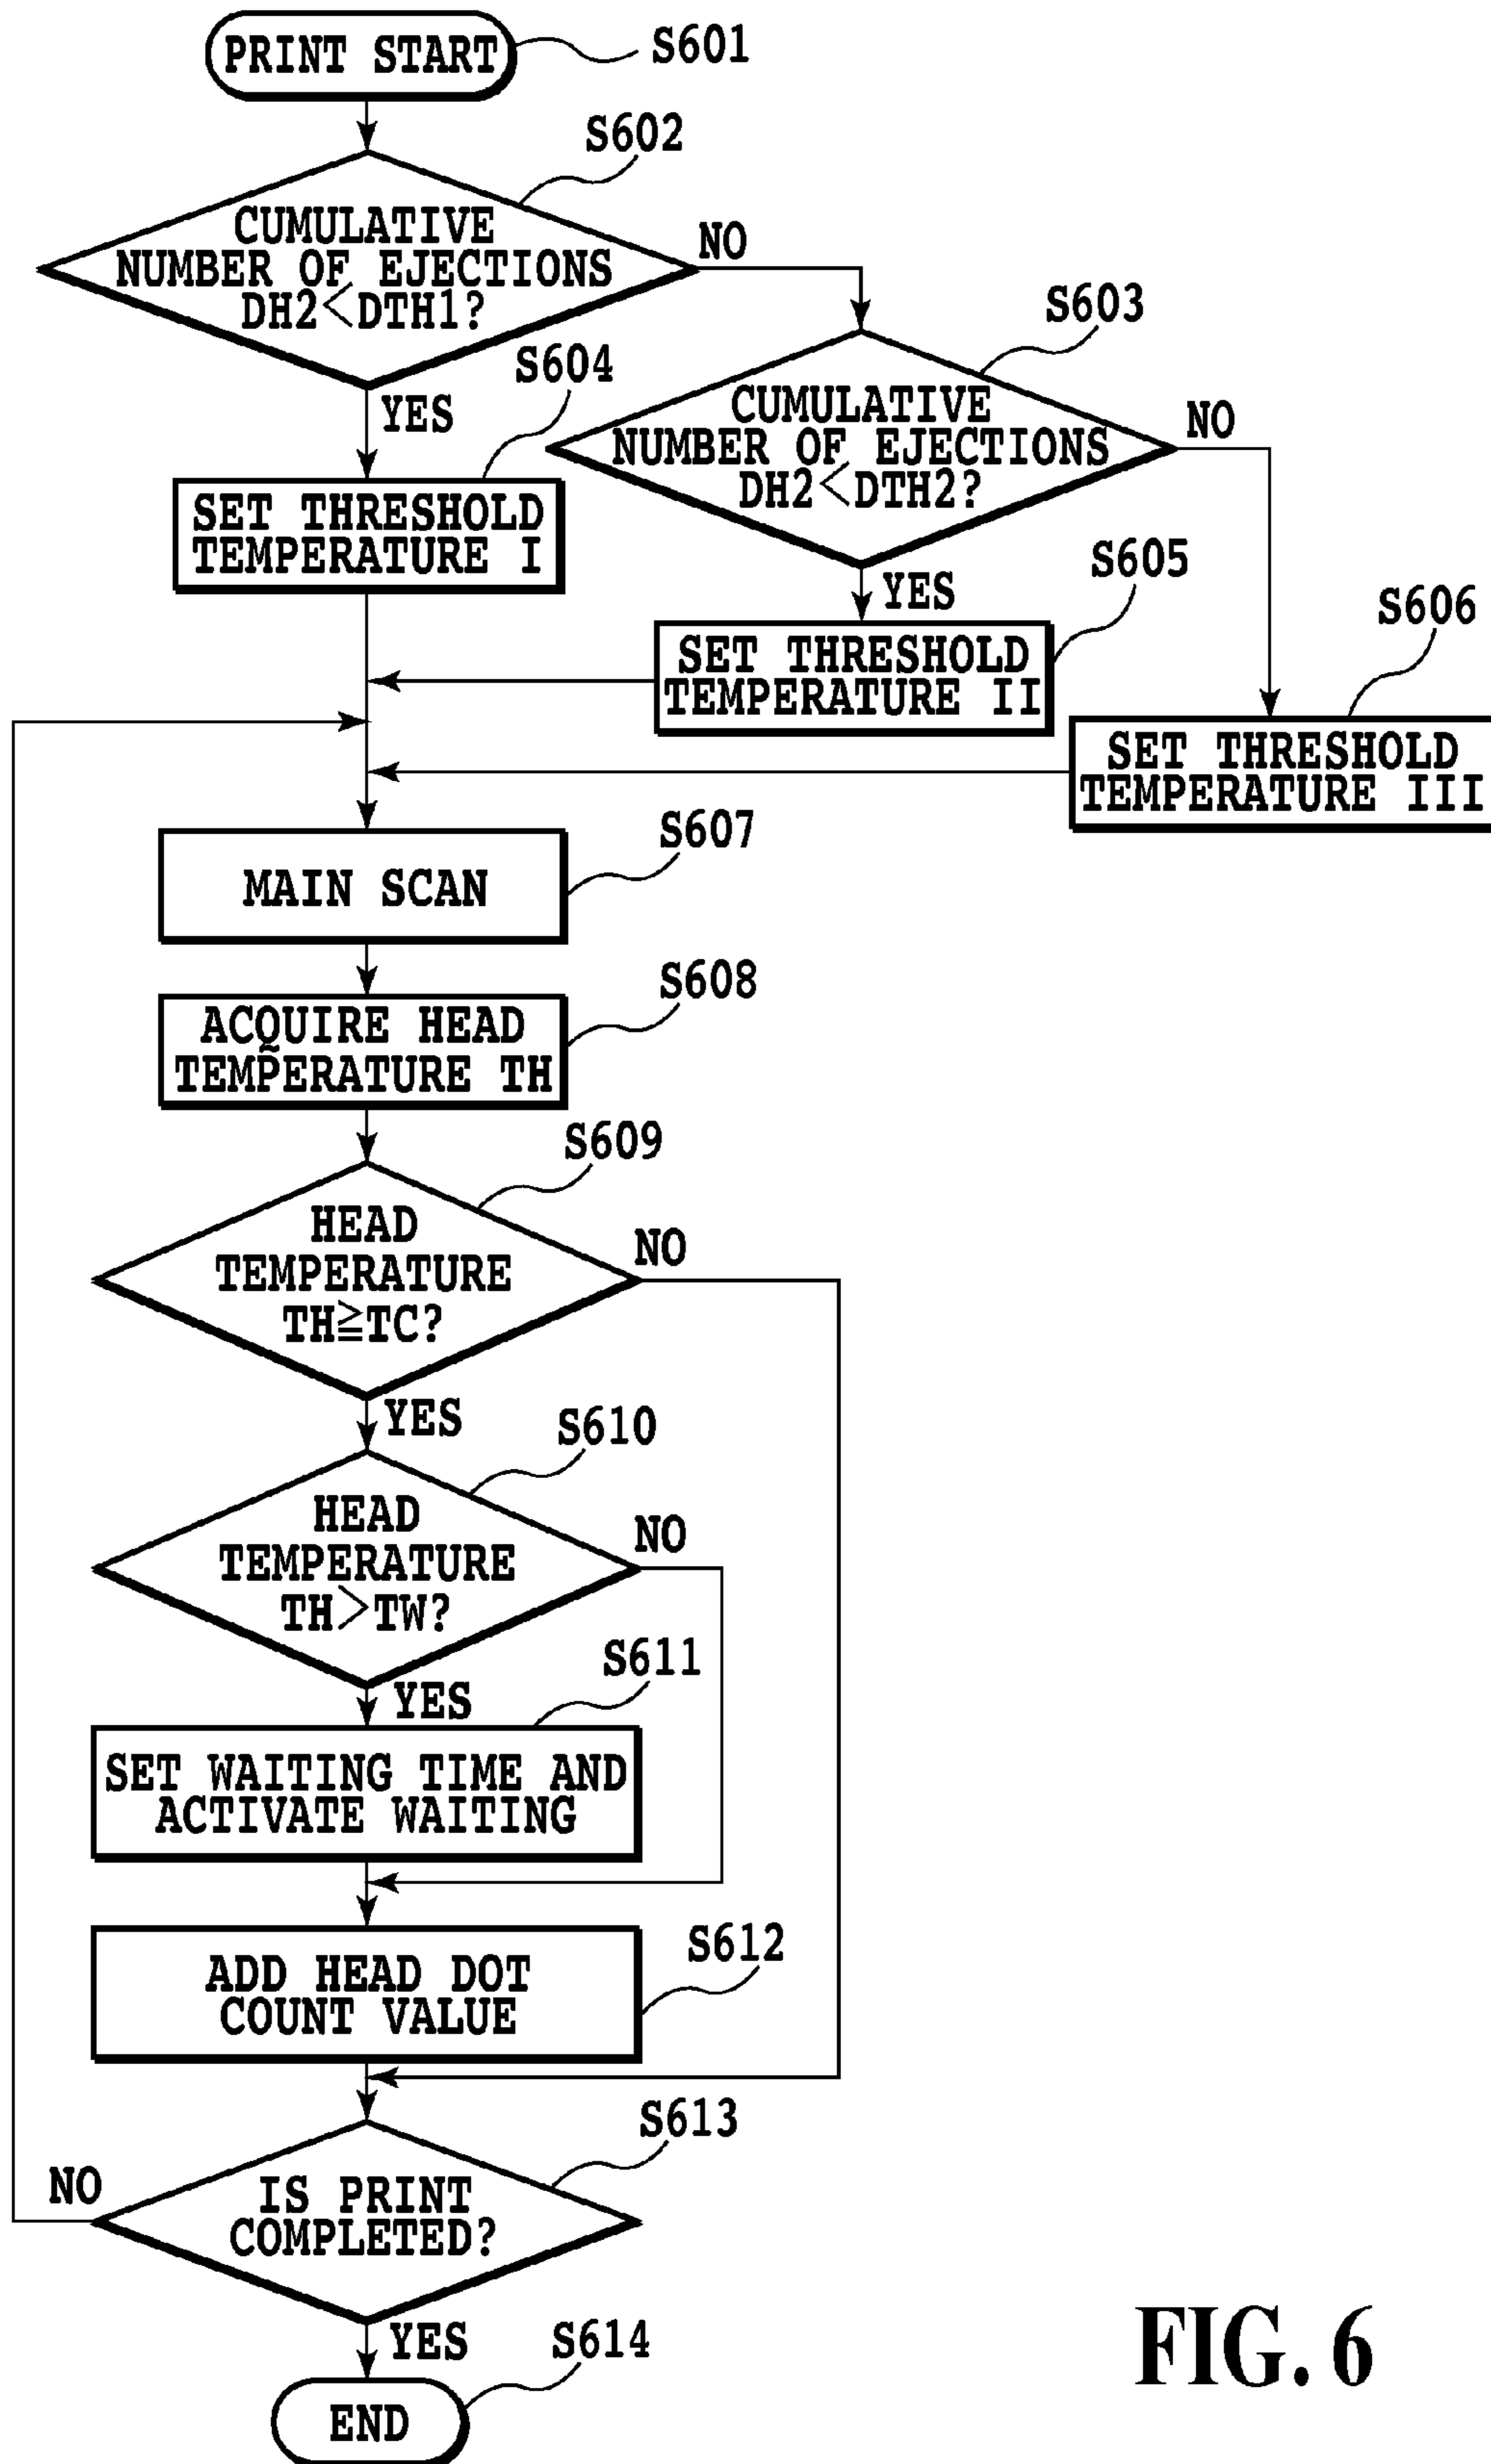 PRINT START
S601
S602
CUMULATIVE
NUMBER OF EJECTIONS
DH2<DTH1?
NO
YES
S603
CUMULATIVE
NUMBER OF EJECTIONS
DH2<DTH2?
NO
YES
S604
SET THRESHOLD
TEMPERATURE I
S605
SET THRESHOLD
TEMPERATURE II
S606
SET THRESHOLD
TEMPERATURE III
S607
MAIN SCAN
S608
ACQUIRE HEAD
TEMPERATURE TH
S609
HEAD
TEMPERATURE
TH≧TC?
NO
YES
S610
HEAD
TEMPERATURE
TH>TW?
NO
YES
S611
SET WAITING TIME AND
ACTIVATE WAITING
S612
ADD HEAD DOT
COUNT VALUE
S613
IS PRINT
COMPLETED?
NO
YES
S614
END
FIG. 6